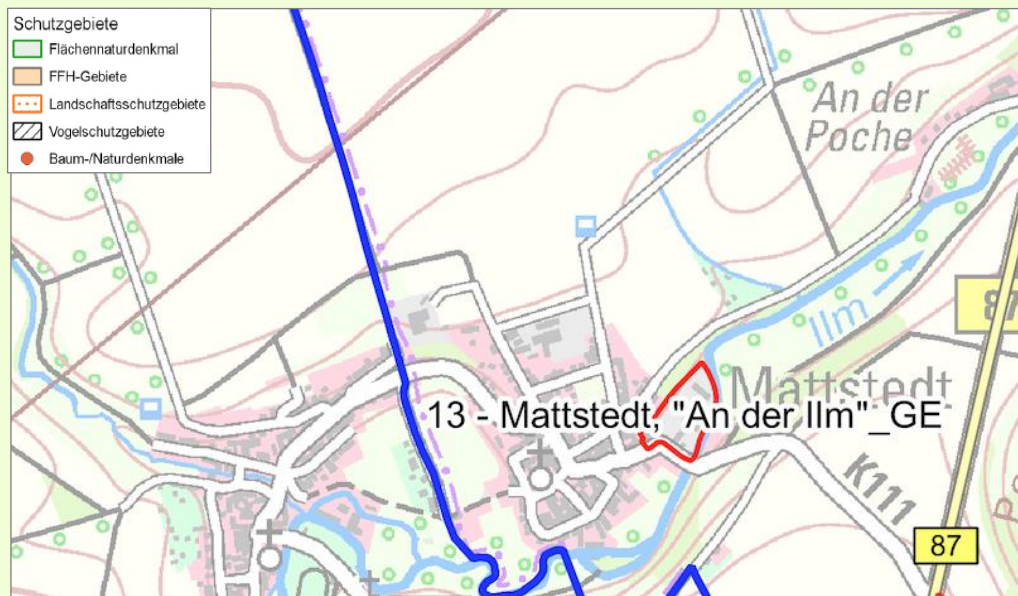 Schutzgebiete
Flächennaturdenkmal
FFH-Gebiete
Landschaftsschutzgebiete
Vogelschutzgebiete
Baum-/Naturdenkmale
An der
Poche
87
Ilm
Mattstedt
13 - Mattstedt, "An der Ilm"_GE
K111
87